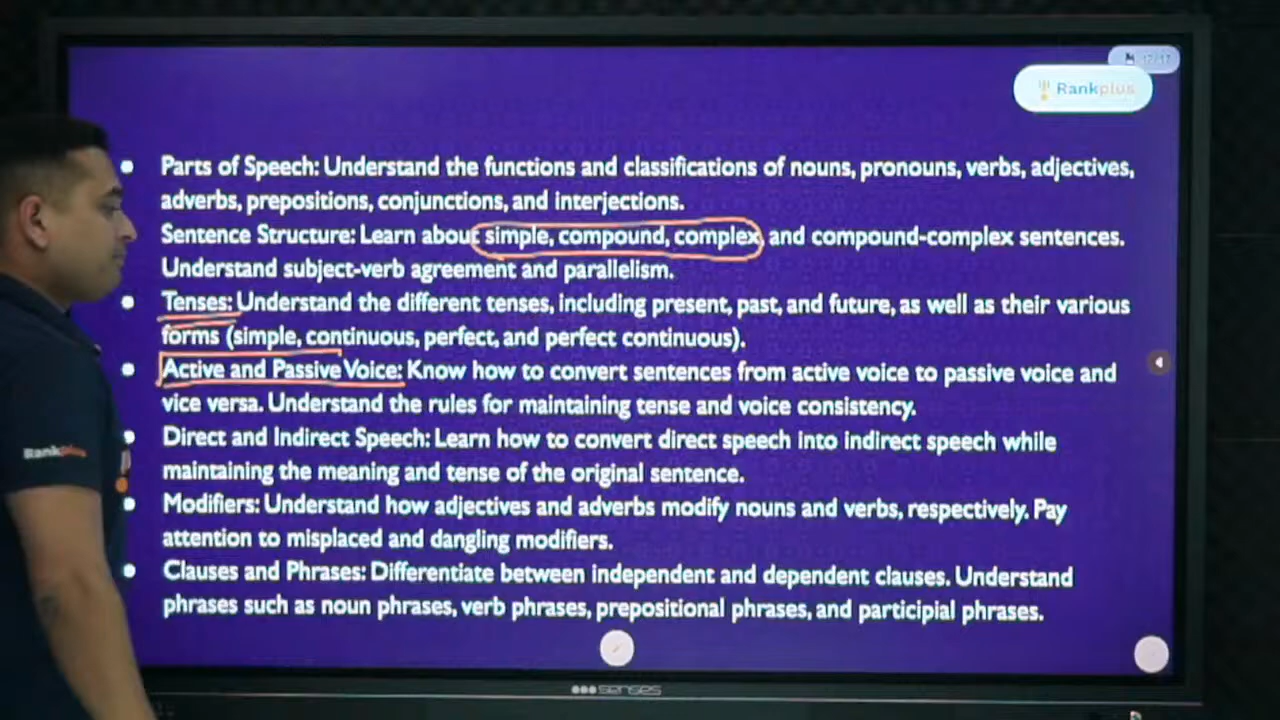 17/17
Rankplus
• Parts of Speech: Understand the functions and classifications of nouns, pronouns, verbs, adjectives,
adverbs, prepositions, conjunctions, and interjections.
Sentence Structure: Learn about simple, compound, complex, and compound-complex sentences.
Understand subject-verb agreement and parallelism.
• Tenses: Understand the different tenses, including present, past, and future, as well as their various
forms (simple, continuous, perfect, and perfect continuous).
• Active and Passive Voice: Know how to convert sentences from active voice to passive voice and
vice versa. Understand the rules for maintaining tense and voice consistency.
• Direct and Indirect Speech: Learn how to convert direct speech into indirect speech while
maintaining the meaning and tense of the original sentence.
• Modifiers: Understand how adjectives and adverbs modify nouns and verbs, respectively. Pay
attention to misplaced and dangling modifiers.
• Clauses and Phrases: Differentiate between independent and dependent clauses. Understand
phrases such as noun phrases, verb phrases, prepositional phrases, and participial phrases.
Rankplus
senses